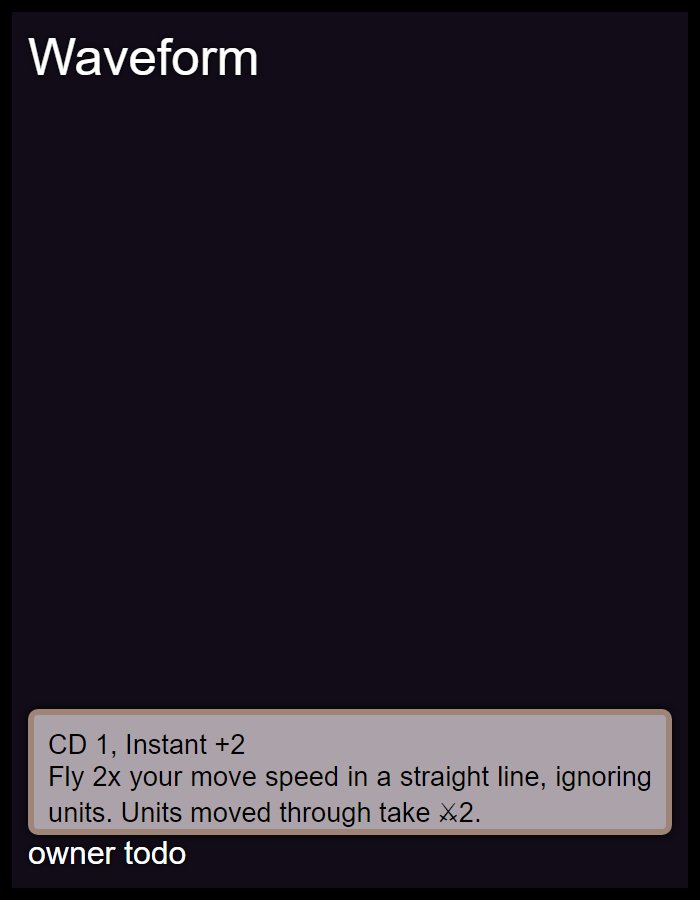 Waveform
CD 1, Instant +2
Fly 2x your move speed in a straight line, ignoring
units. Units moved through take ⚔2.
owner todo